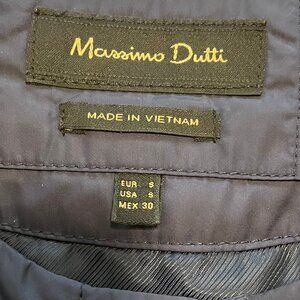 Massimo Dutti
MADE IN VIETNAM
EUR S
USA S
MEX 30